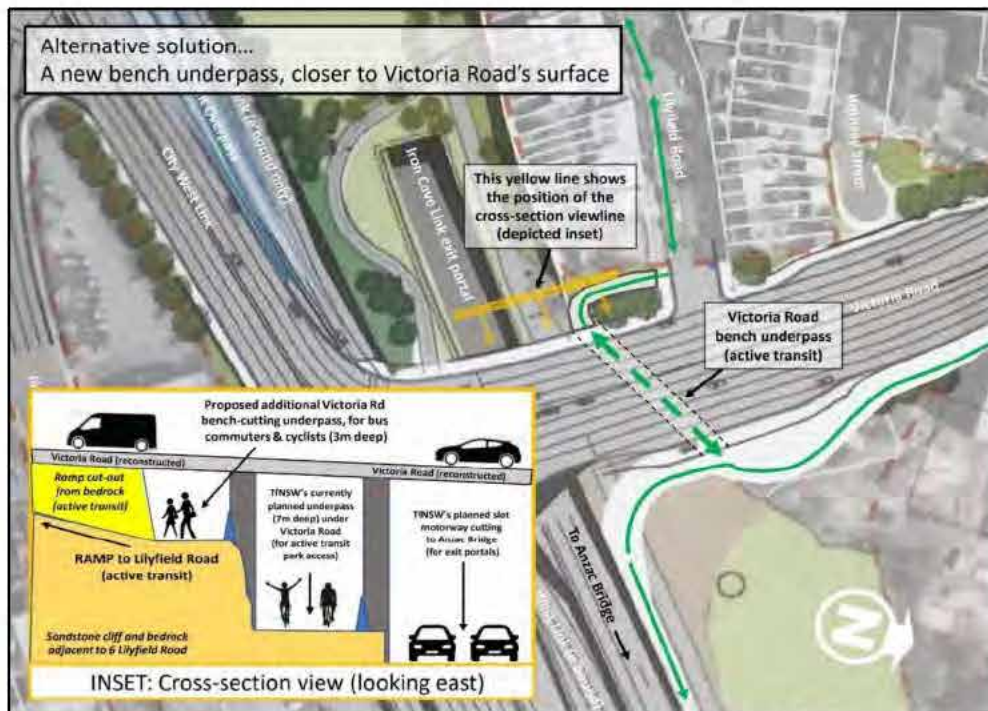 Alternative solution...
A new bench underpass, closer to Victoria Road's surface
City West Link
Overpass
Iron Cove Link exit portal
Lilyfield Road
This yellow line shows
the position of the
cross-section viewline
(depicted inset)
Victoria Road
Victoria Road
bench underpass
(active transit)
To Anzac Bridge
N
Proposed additional Victoria Rd
bench-cutting underpass, for bus
commuters & cyclists (3m deep)
Victoria Road (reconstructed)
Victoria Road (reconstructed)
Ramp cut-out
from bedrock
(active transit)
RAMP to Lilyfield Road
(active transit)
TfNSW's currently
planned underpass
(7m deep) under
Victoria Road
(for active transit
park access)
TfNSW's planned slot
motorway cutting
to Anzac Bridge
(for exit portals)
Sandstone cliff and bedrock
adjacent to 6 Lilyfield Road
INSET: Cross-section view (looking east)